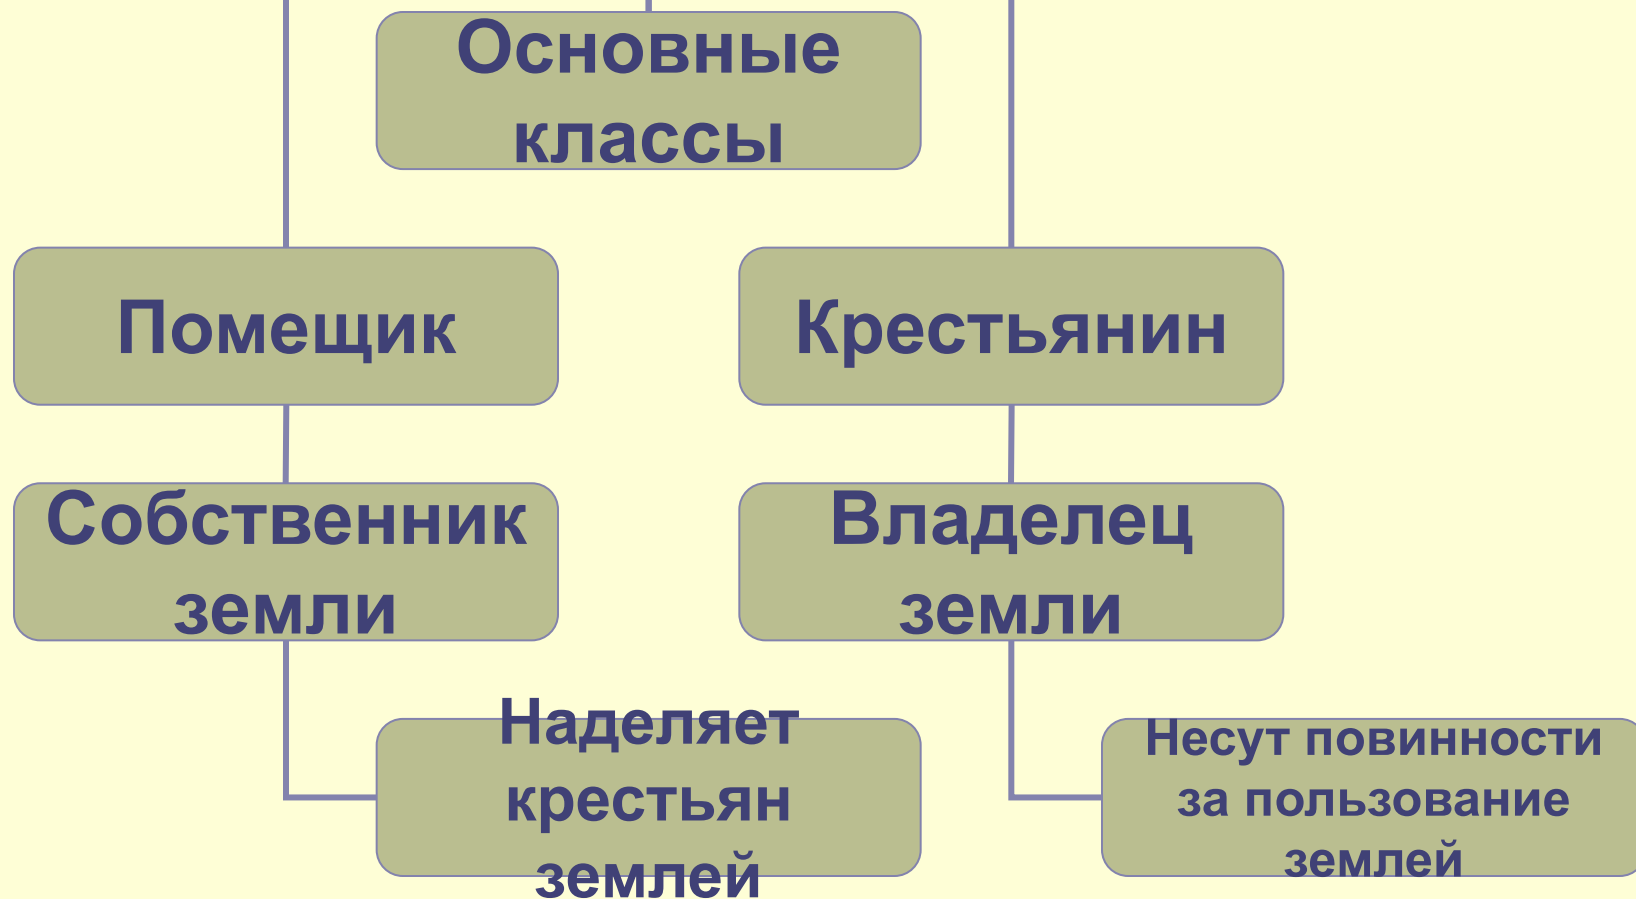 Основные
классы
Помещик
Крестьянин
Собственник
земли
Владелец
земли
Наделяет
крестьян
землей
Несут повинности
за пользование
землей